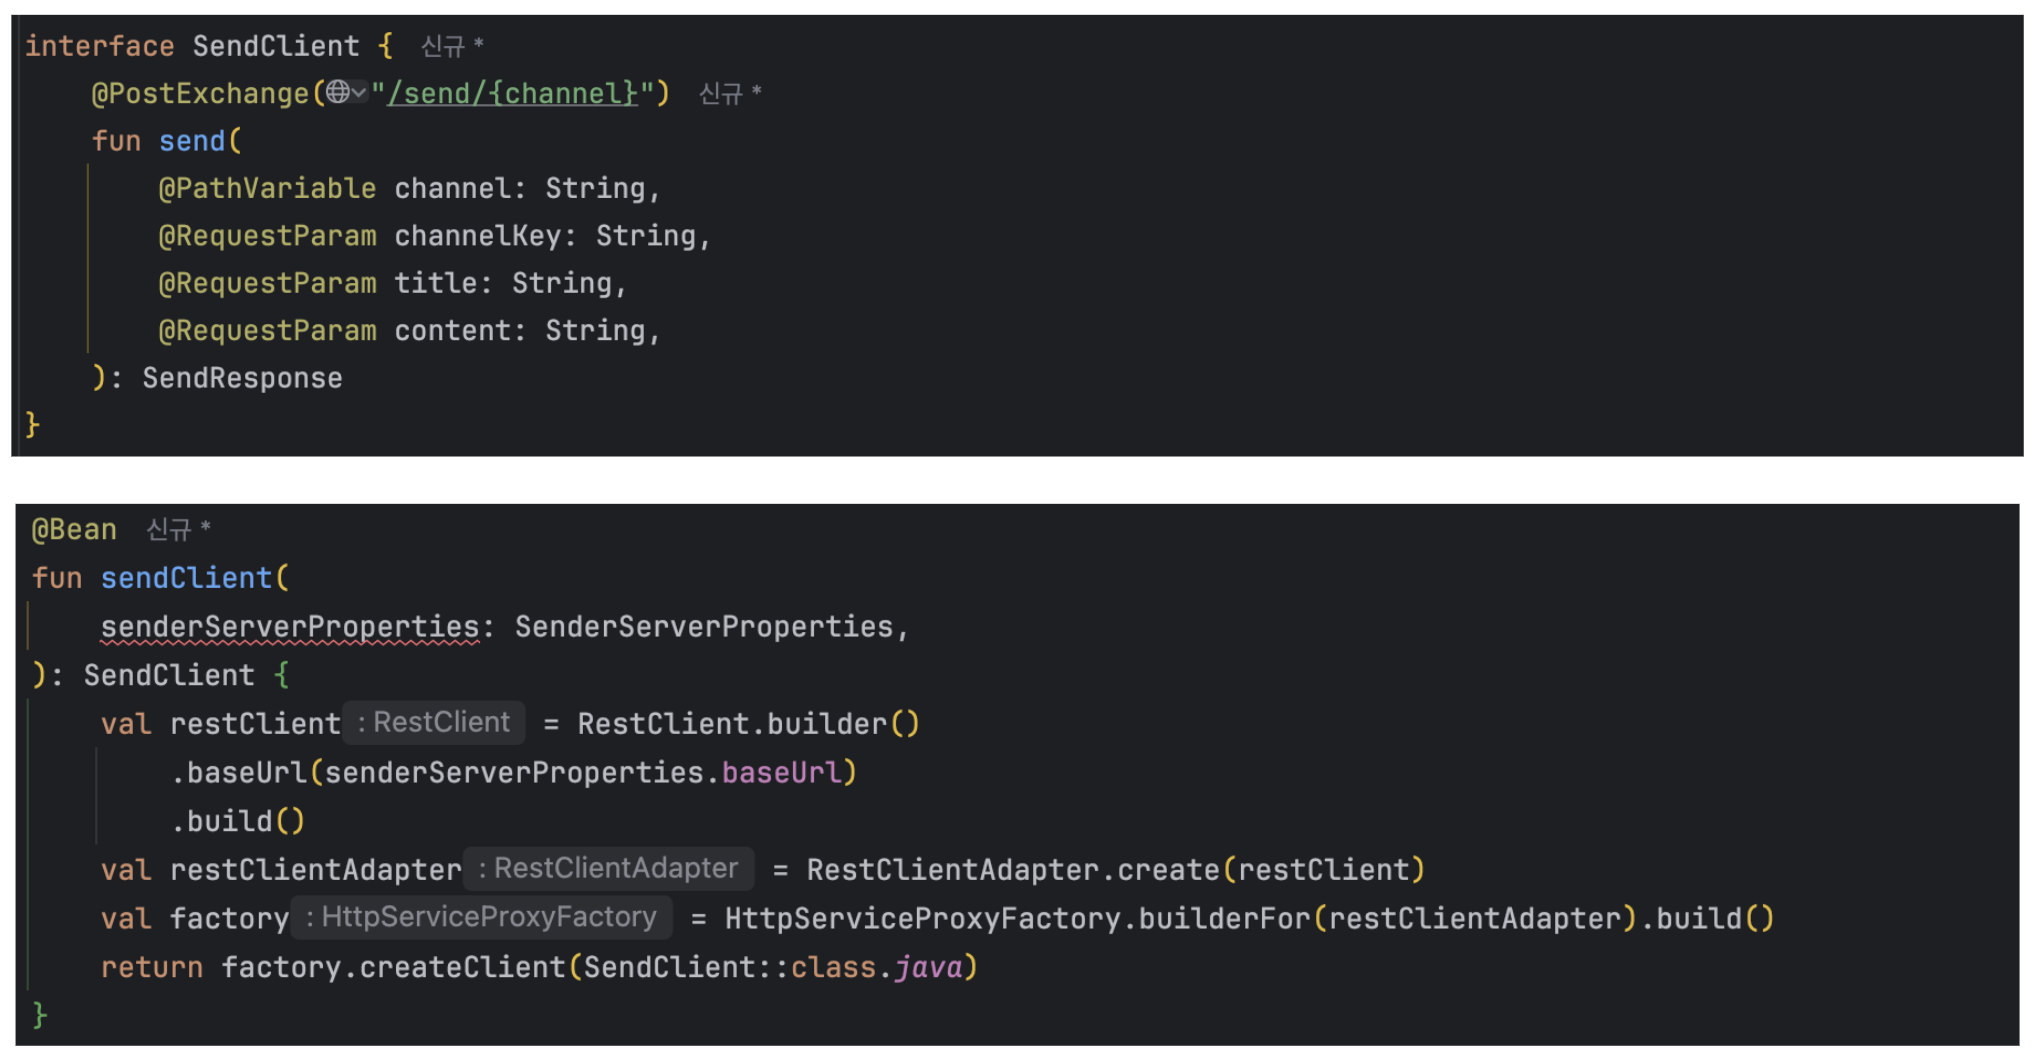 interface SendClient { 신규 *
@PostExchange("/send/{channel}") 신규 *
fun send(
@PathVariable channel: String,
@RequestParam channelKey: String,
@RequestParam title: String,
@RequestParam content: String,
): SendResponse
}
@Bean 신규 *
fun sendClient(
senderServerProperties: SenderServerProperties,
): SendClient {
val restClient : RestClient = RestClient.builder()
.baseUrl(senderServerProperties.baseUrl)
.build()
val restClientAdapter : RestClientAdapter = RestClientAdapter.create(restClient)
val factory : HttpServiceProxyFactory = HttpServiceProxyFactory.builderFor(restClientAdapter).build()
return factory.createClient(SendClient::class.java)
}